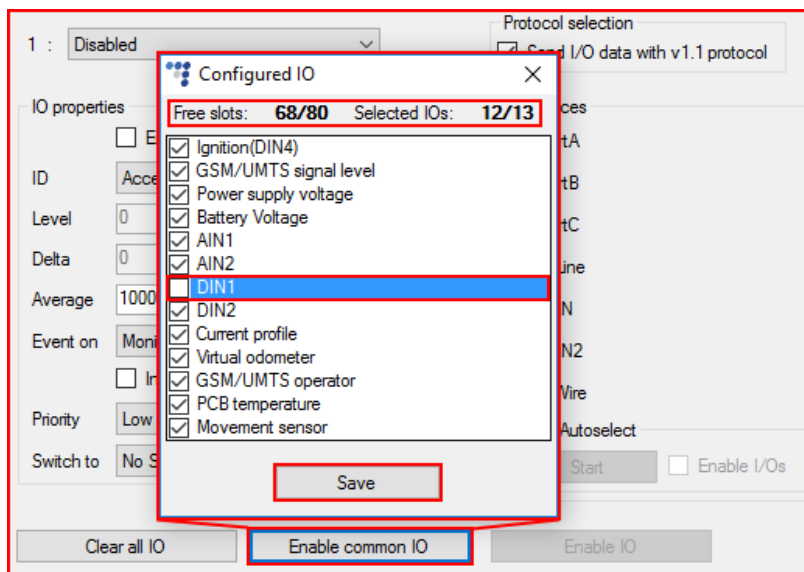 Protocol selection
1 : Disabled
Send I/O data with v1.1 protocol
Configured IO
Free slots: 68/80 Selected IOs: 12/13
Ignition(DIN4)
GSM/UMTS signal level
Power supply voltage
Battery Voltage
AIN1
AIN2
DIN1
DIN2
Current profile
Virtual odometer
GSM/UMTS operator
PCB temperature
Movement sensor
Save
IO properties
ID
Level 0
Delta 0
Average 1000
Event on
Priority Low
Switch to
Autoselect
Start Enable I/Os
Clear all IO Enable common IO Enable IO